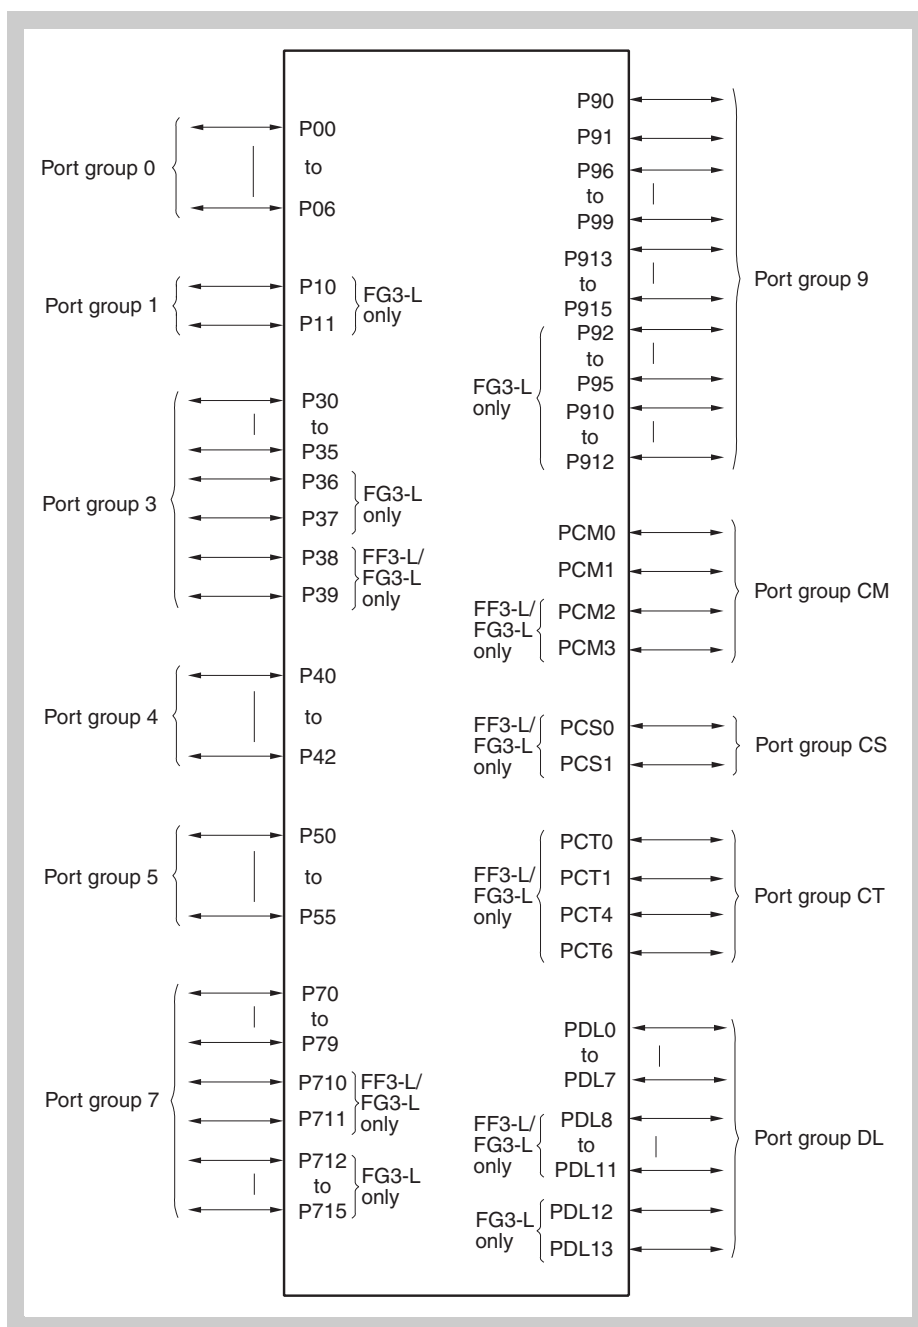 Port group 0
P00
to
P06
Port group 1
P10
P11
FG3-L
only
Port group 3
P30
to
P35
P36
P37
FG3-L
only
P38
P39
FF3-L/
FG3-L
only
Port group 4
P40
to
P42
Port group 5
P50
to
P55
Port group 7
P70
to
P79
P710
P711
FF3-L/
FG3-L
only
P712
to
P715
FG3-L
only
P90
P91
P96
to
P99
P913
to
P915
FG3-L
only
P92
to
P95
P910
to
P912
Port group 9
PCM0
PCM1
FF3-L/
FG3-L
only
PCM2
PCM3
Port group CM
FF3-L/
FG3-L
only
PCS0
PCS1
Port group CS
FF3-L/
FG3-L
only
PCT0
PCT1
PCT4
PCT6
Port group CT
PDL0
to
PDL7
FF3-L/
FG3-L
only
PDL8
to
PDL11
FG3-L
only
PDL12
PDL13
Port group DL